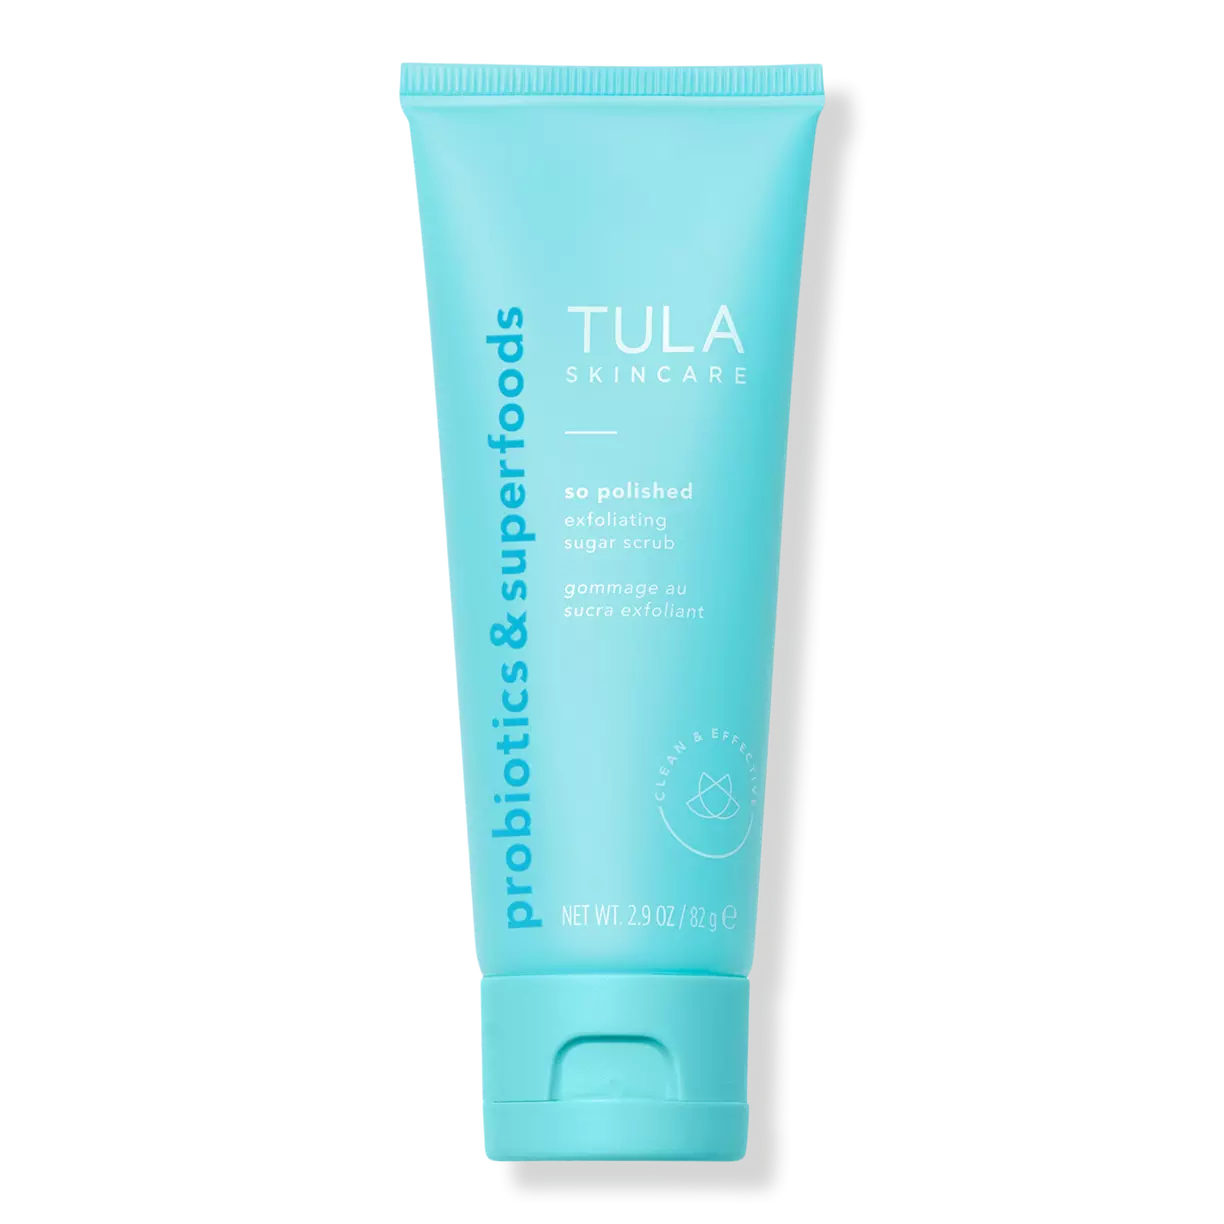 probiotics & superfoods
TULA
SKINCARE
so polished
exfoliating
sugar scrub
gommage au
sucra exfoliant
CLEAN & EFFECTIVE
NET WT. 2.9 OZ / 82 g ℮